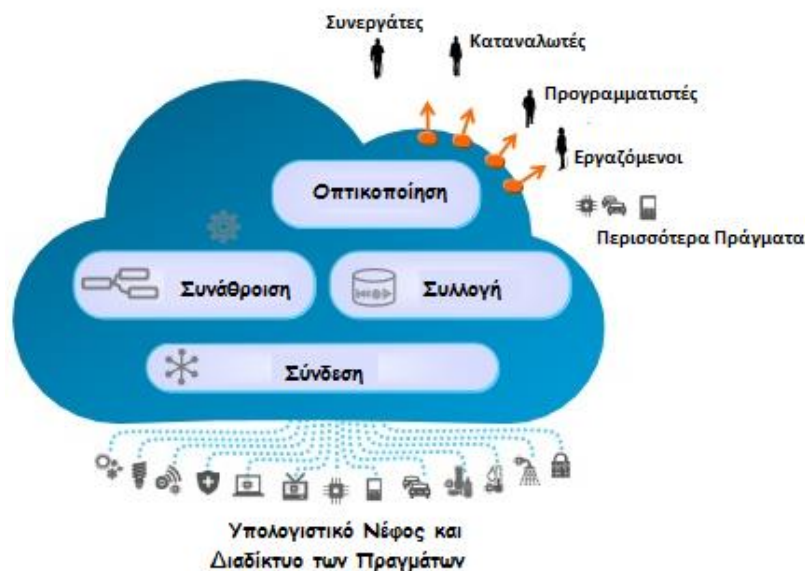 Συνεργάτες
Καταναλωτές
Προγραμματιστές
Εργαζόμενοι
Περισσότερα Πράγματα
Οπτικοποίηση
Συνάθροιση
Συλλογή
Σύνδεση
Υπολογιστικό Νέφος και
Διαδίκτυο των Πραγμάτων